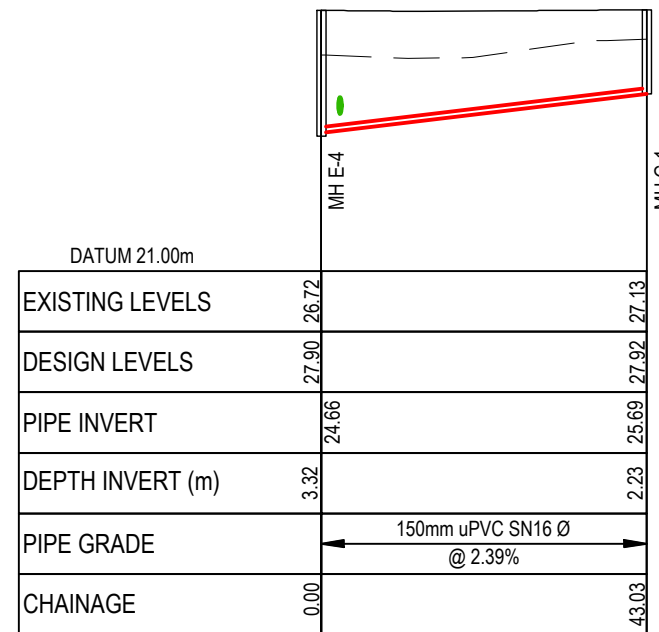 MH E-4
DATUM 21.00m
EXISTING LEVELS 26.72 27.13
DESIGN LEVELS 27.90 27.92
PIPE INVERT 24.66 25.69
DEPTH INVERT (m) 3.32 2.23
PIPE GRADE 150mm uPVC SN16 Ø
@ 2.39%
CHAINAGE 0.00 43.03